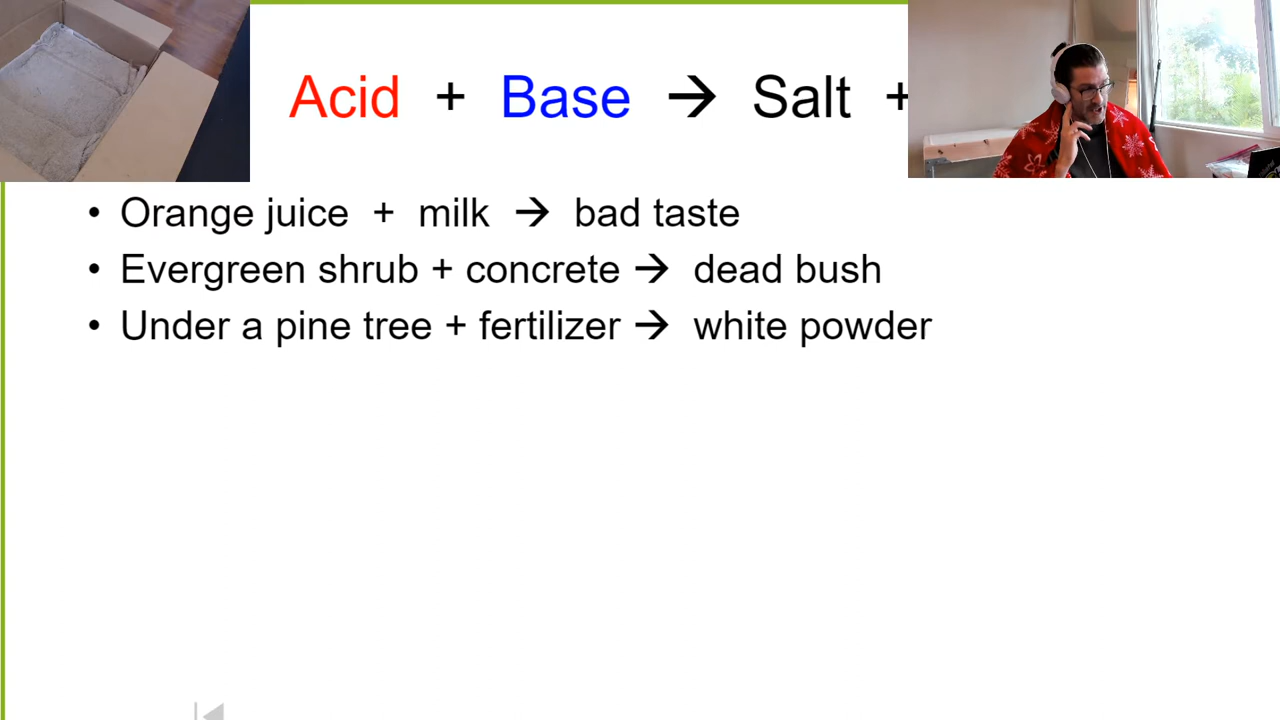 Acid + Base → Salt +
• Orange juice + milk → bad taste
• Evergreen shrub + concrete → dead bush
• Under a pine tree + fertilizer → white powder